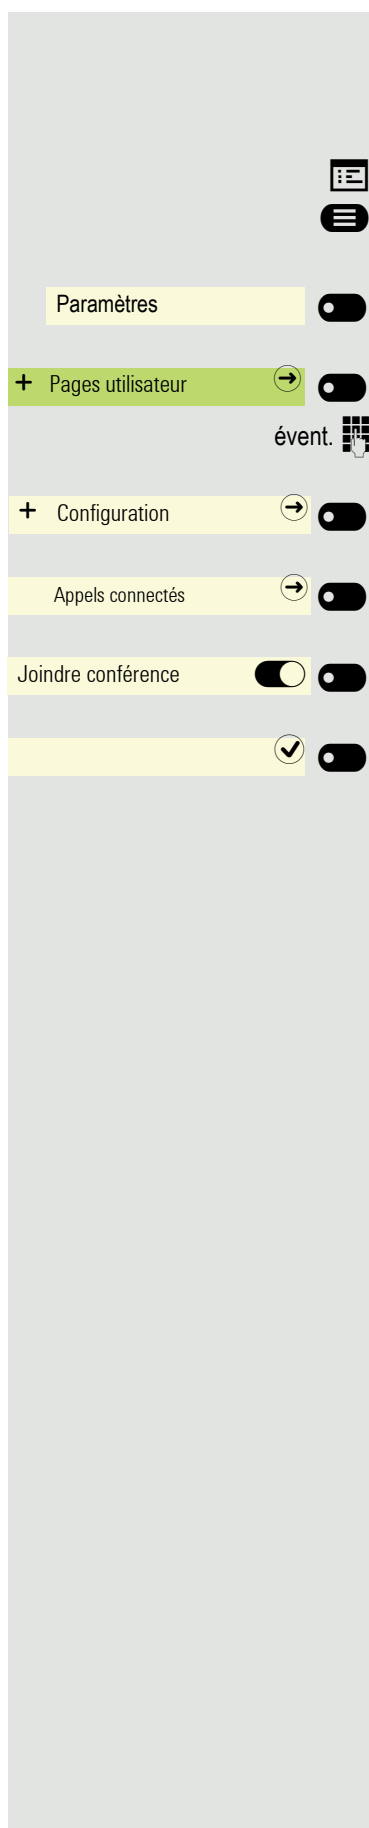 Paramètres
+ Pages utilisateur
évent.
+ Configuration
Appels connectés
Joindre conférence